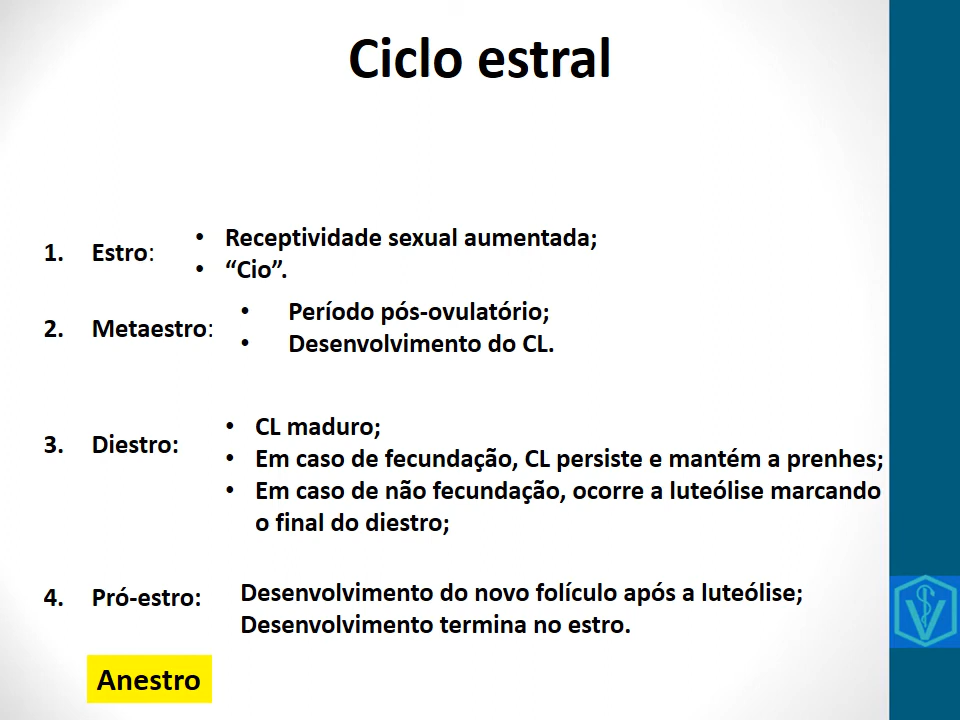 Ciclo estral
1. Estro:
• Receptividade sexual aumentada;
• “Cio”.
2. Metaestro:
• Período pós-ovulatório;
• Desenvolvimento do CL.
3. Diestro:
• CL maduro;
• Em caso de fecundação, CL persiste e mantém a prenhes;
• Em caso de não fecundação, ocorre a luteólise marcando
o final do diestro;
4. Pró-estro:
Desenvolvimento do novo folículo após a luteólise;
Desenvolvimento termina no estro.
Anestro
V